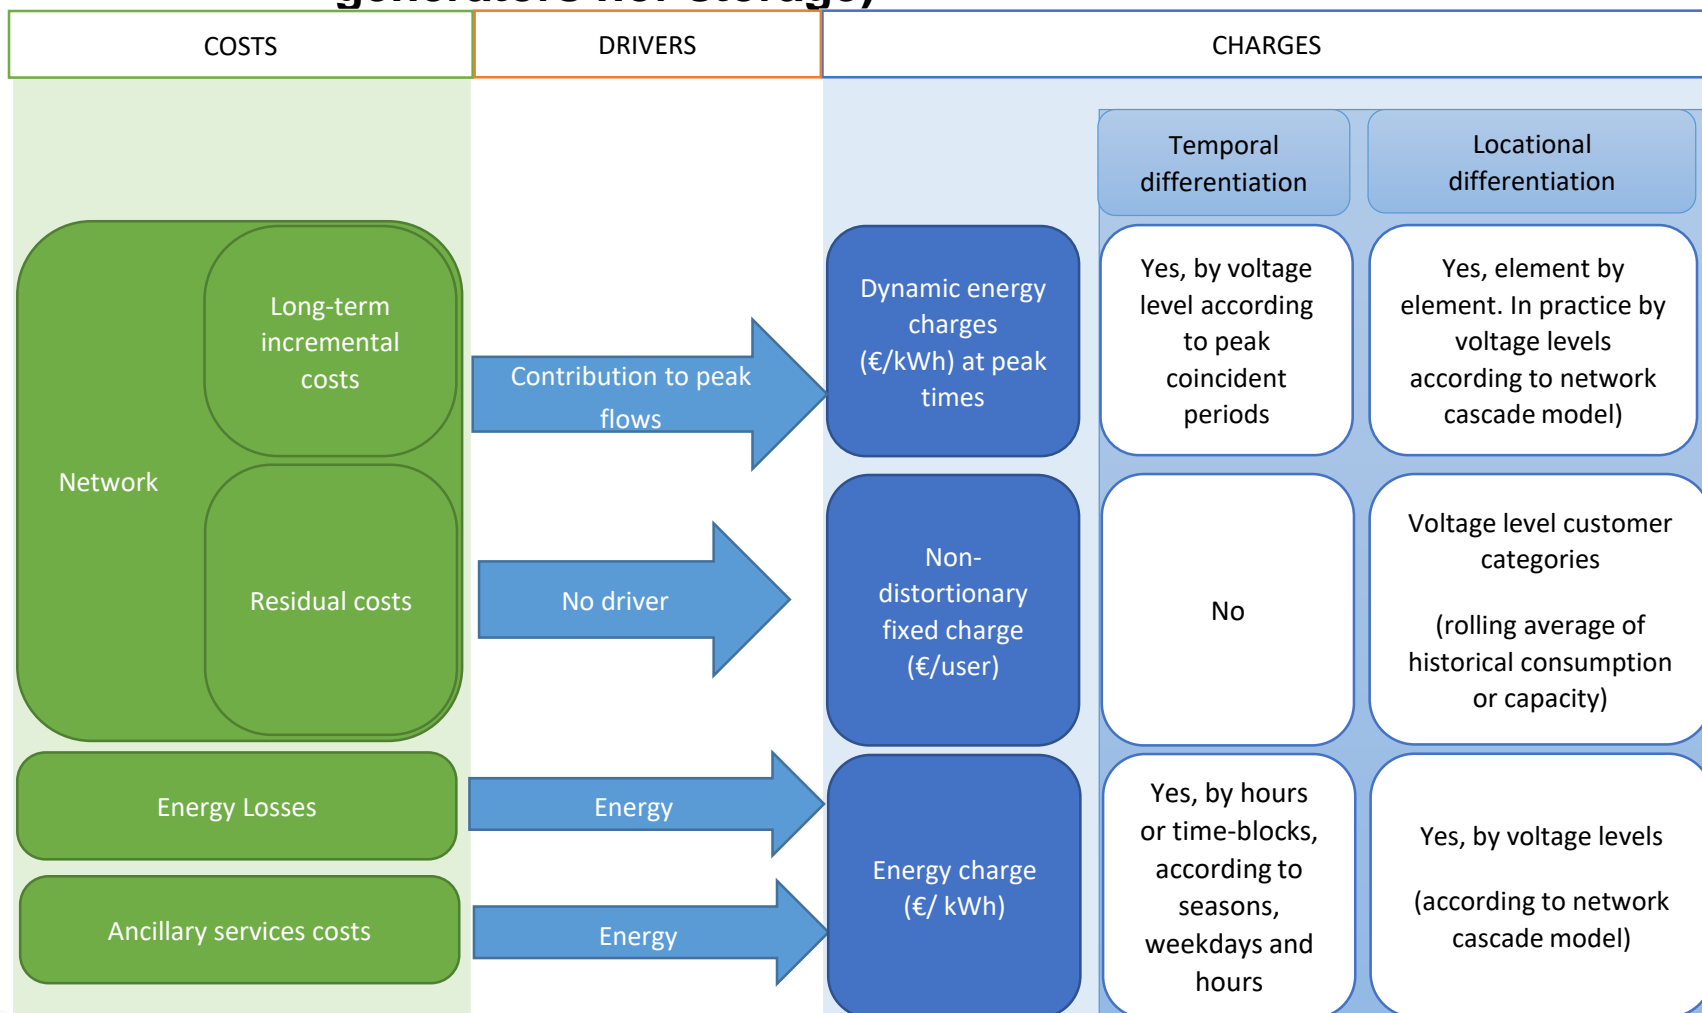 generators nor storage)
COSTS
DRIVERS
CHARGES
Temporal
differentiation
Locational
differentiation
Network
Long-term
incremental
costs
Contribution to peak
flows
Dynamic energy
charges
(€/kWh) at peak
times
Yes, by voltage
level according
to peak
coincident
periods
Yes, element by
element. In practice by
voltage levels
according to network
cascade model)
Residual costs
No driver
Non-
distortionary
fixed charge
(€/user)
No
Voltage level customer
categories
(rolling average of
historical consumption
or capacity)
Energy Losses
Energy
Ancillary services costs
Energy
Energy charge
(€/ kWh)
Yes, by hours
or time-blocks,
according to
seasons,
weekdays and
hours
Yes, by voltage levels
(according to network
cascade model)